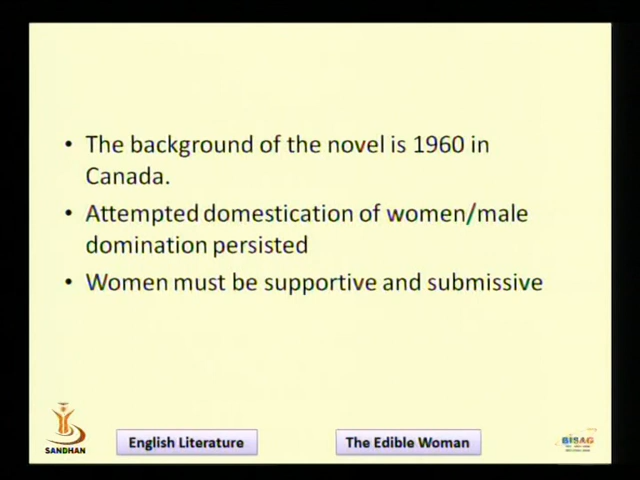 • The background of the novel is 1960 in
Canada.
• Attempted domestication of women/male
domination persisted
• Women must be supportive and submissive
SANDHAN
English Literature
The Edible Woman
BISAG